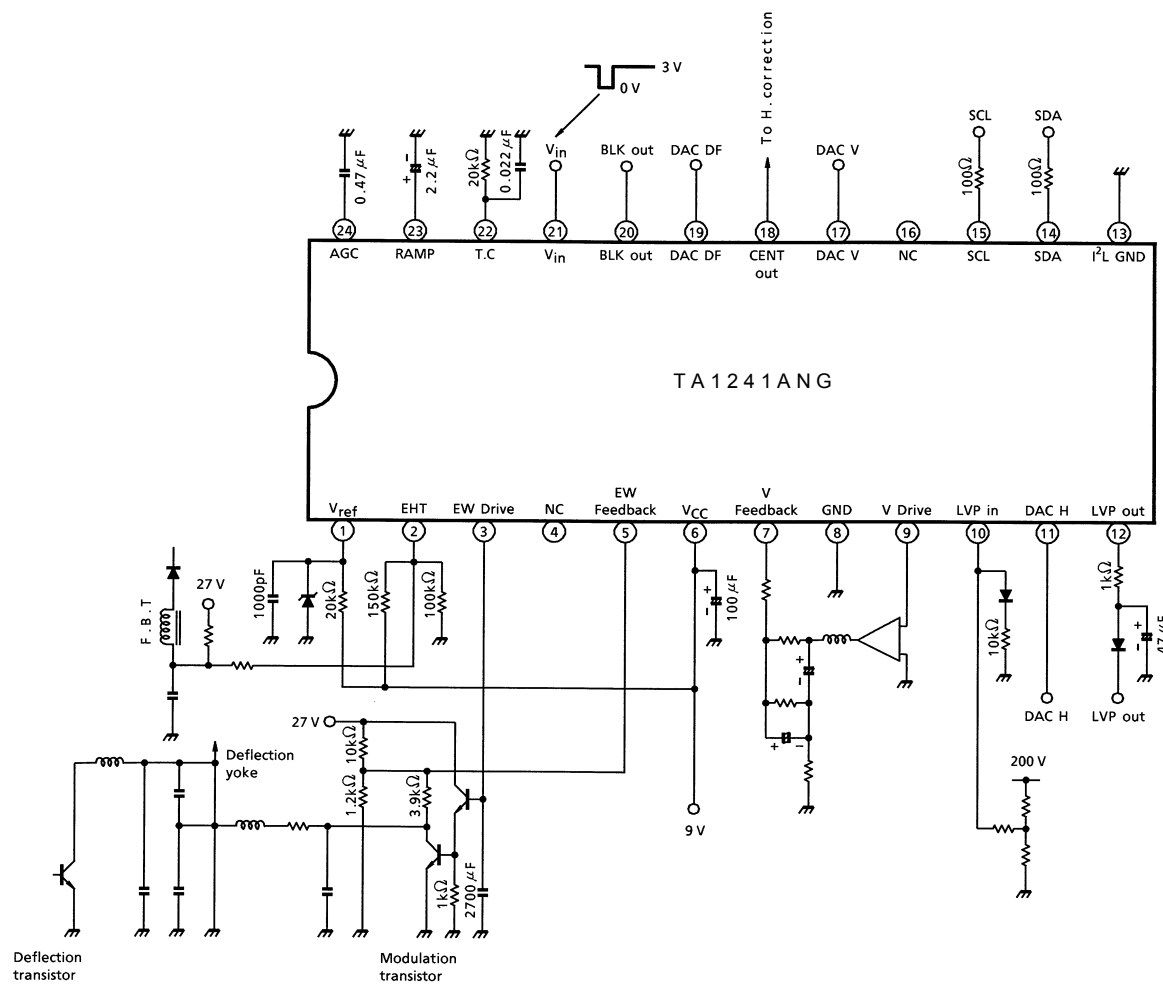 3 V
0 V
To H. correction
SCL
SDA
0.47 μF
2.2 μF
20kΩ
0.022 μF
Vin
BLK out
DAC DF
DAC V
100Ω
100Ω
24
23
22
21
20
19
18
17
16
15
14
13
AGC
RAMP
T.C
Vin
BLK out
DAC DF
CENT
out
DAC V
NC
SCL
SDA
I²L GND
TA1241ANG
Vref
EHT
EW Drive
NC
EW
Feedback
VCC
V
Feedback
GND
V Drive
LVP in
DAC H
LVP out
1
2
3
4
5
6
7
8
9
10
11
12
F.B.T
27 V
1000pF
20kΩ
150kΩ
100kΩ
+
-
100 μF
10kΩ
1kΩ
+
-
+
-
+
-
DAC H
LVP out
27 V
10kΩ
1.2kΩ
3.9kΩ
Deflection
yoke
9 V
200 V
1kΩ
2700 μF
Deflection
transistor
Modulation
transistor